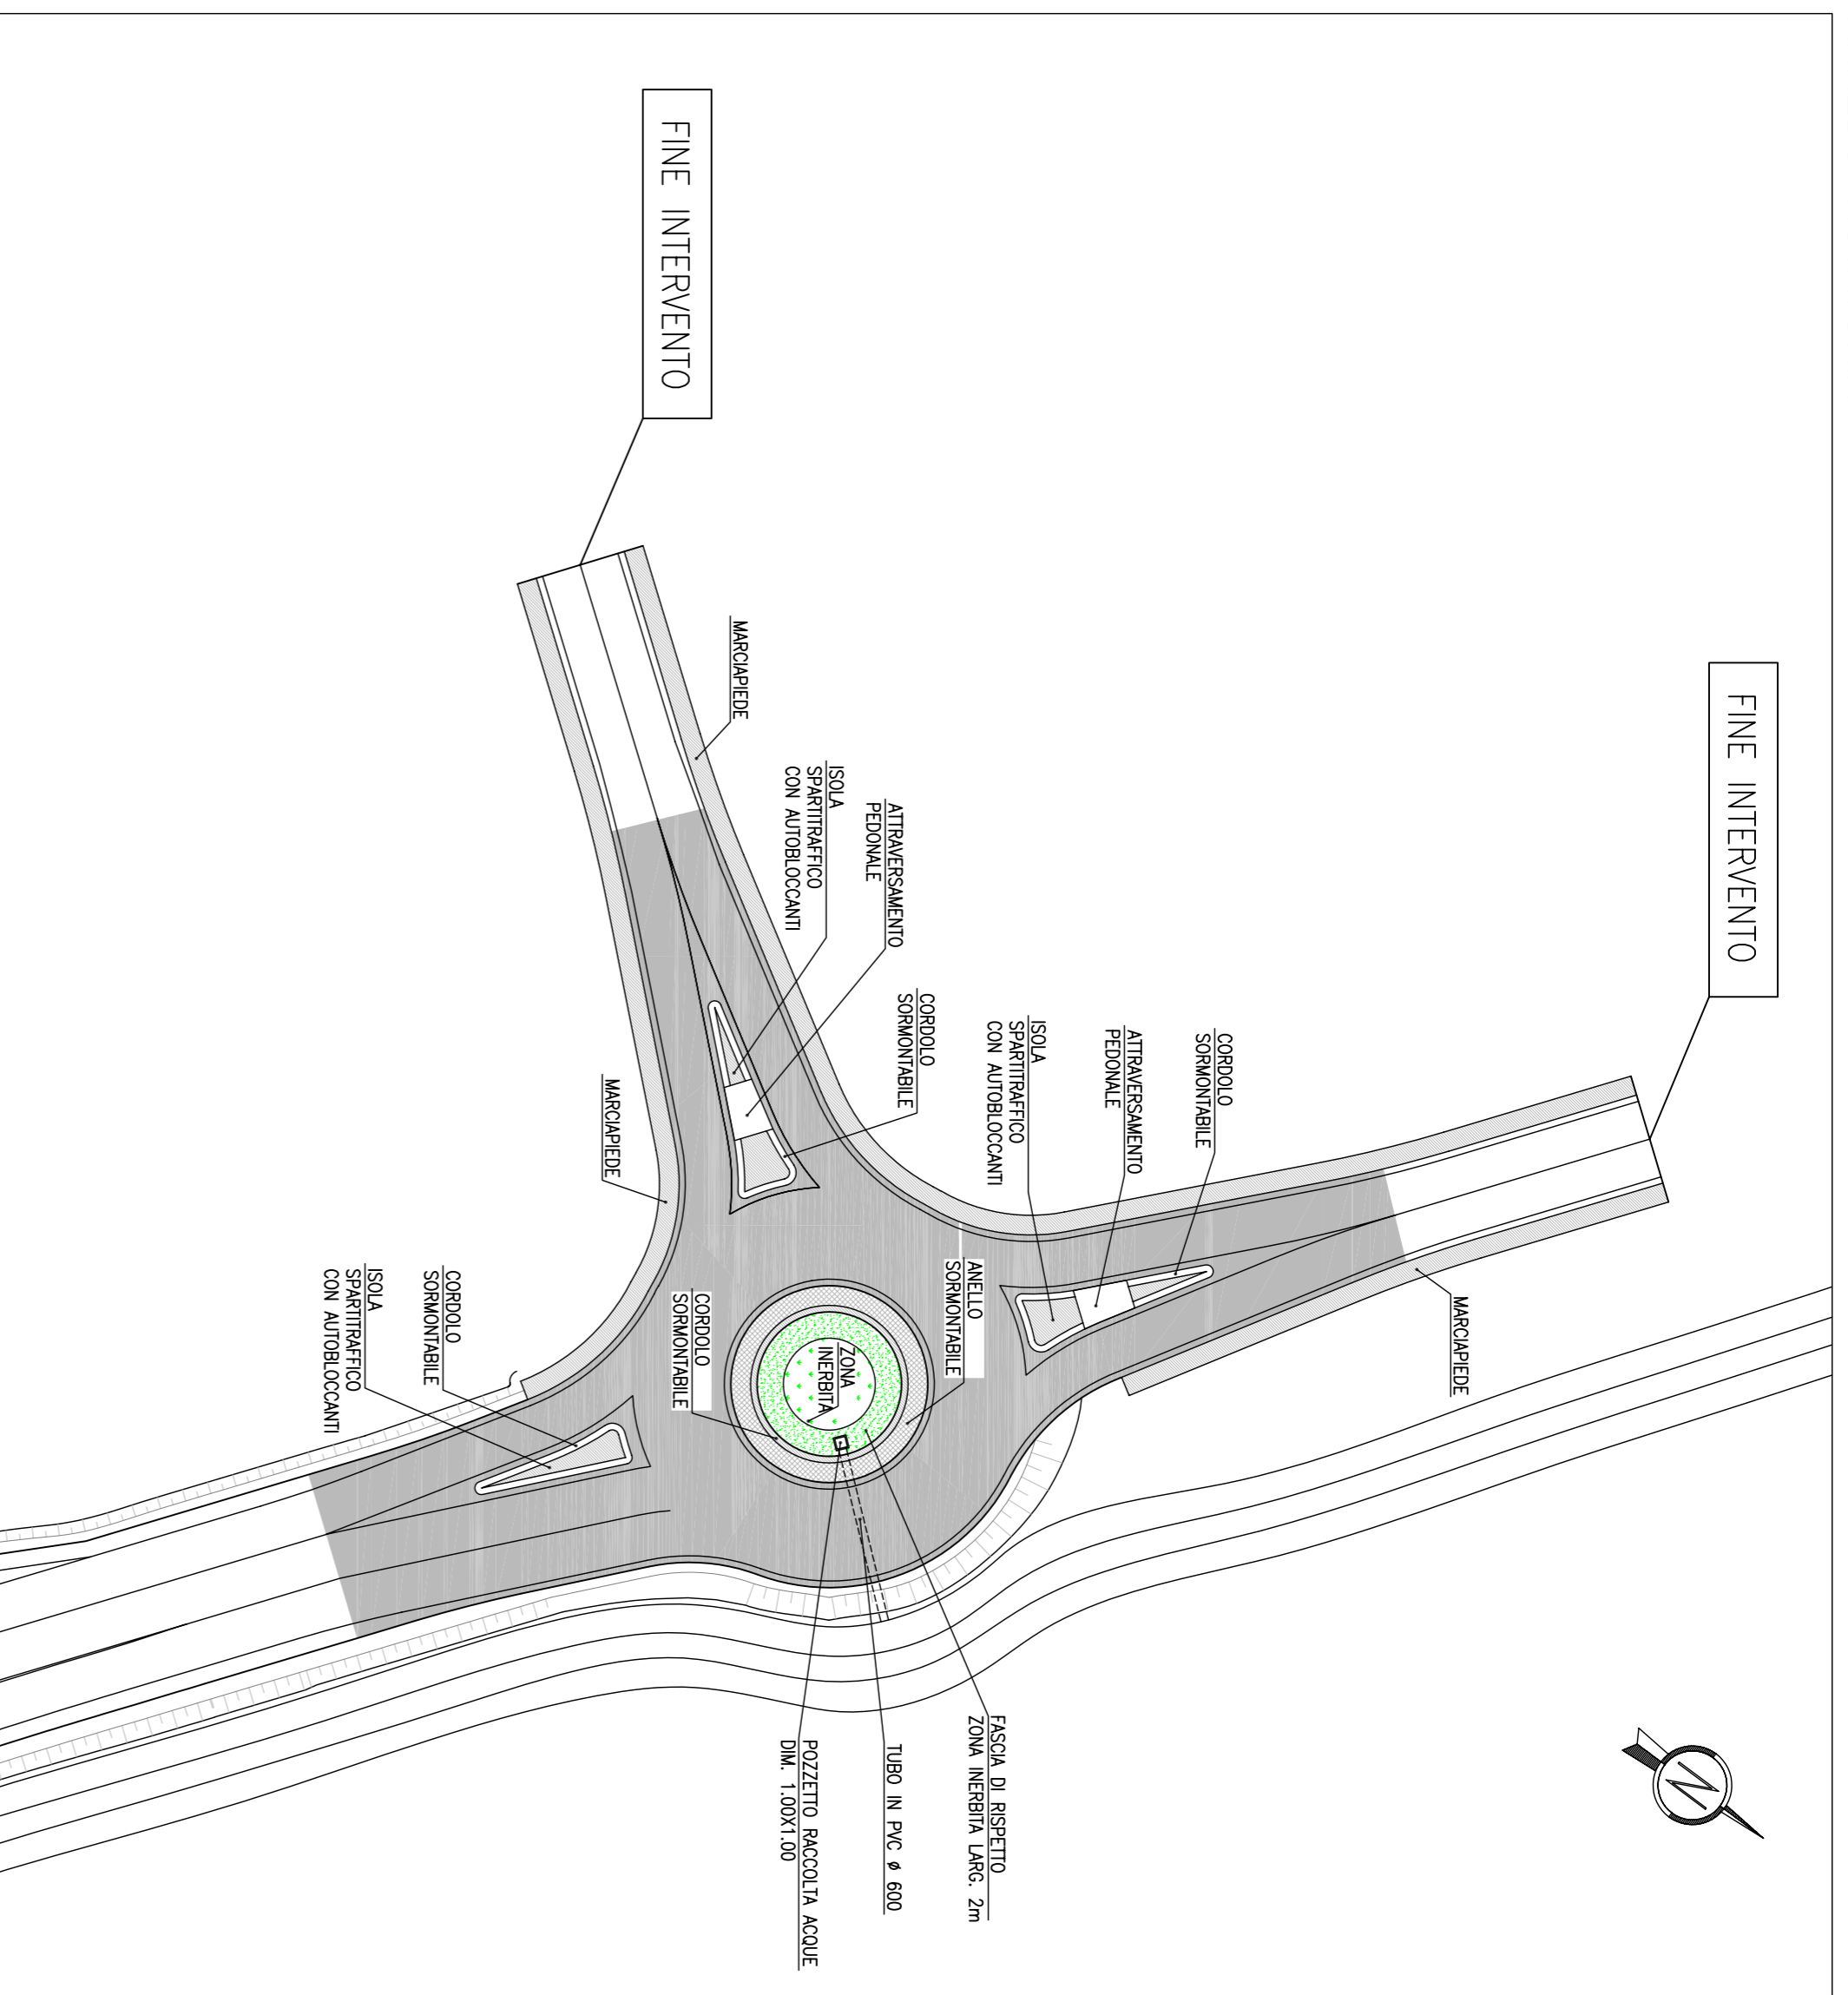 FINE INTERVENTO
FINE INTERVENTO
MARCIAPIEDE
ISOLA
SPARTITRAFFICO
CON AUTOBLOCCANTI
ATTRAVERSAMENTO
PEDONALE
CORDOLO
SORMONTABILE
ISOLA
SPARTITRAFFICO
CON AUTOBLOCCANTI
ATTRAVERSAMENTO
PEDONALE
CORDOLO
SORMONTABILE
MARCIAPIEDE
MARCIAPIEDE
ANELLO
SORMONTABILE
ZONA
INERBITA
CORDOLO
SORMONTABILE
CORDOLO
SORMONTABILE
ISOLA
SPARTITRAFFICO
CON AUTOBLOCCANTI
FASCIA DI RISPETTO
ZONA INERBITA LARG. 2m
TUBO IN PVC ø 600
POZZETTO RACCOLTA ACQUE
DIM. 1.00X1.00
N